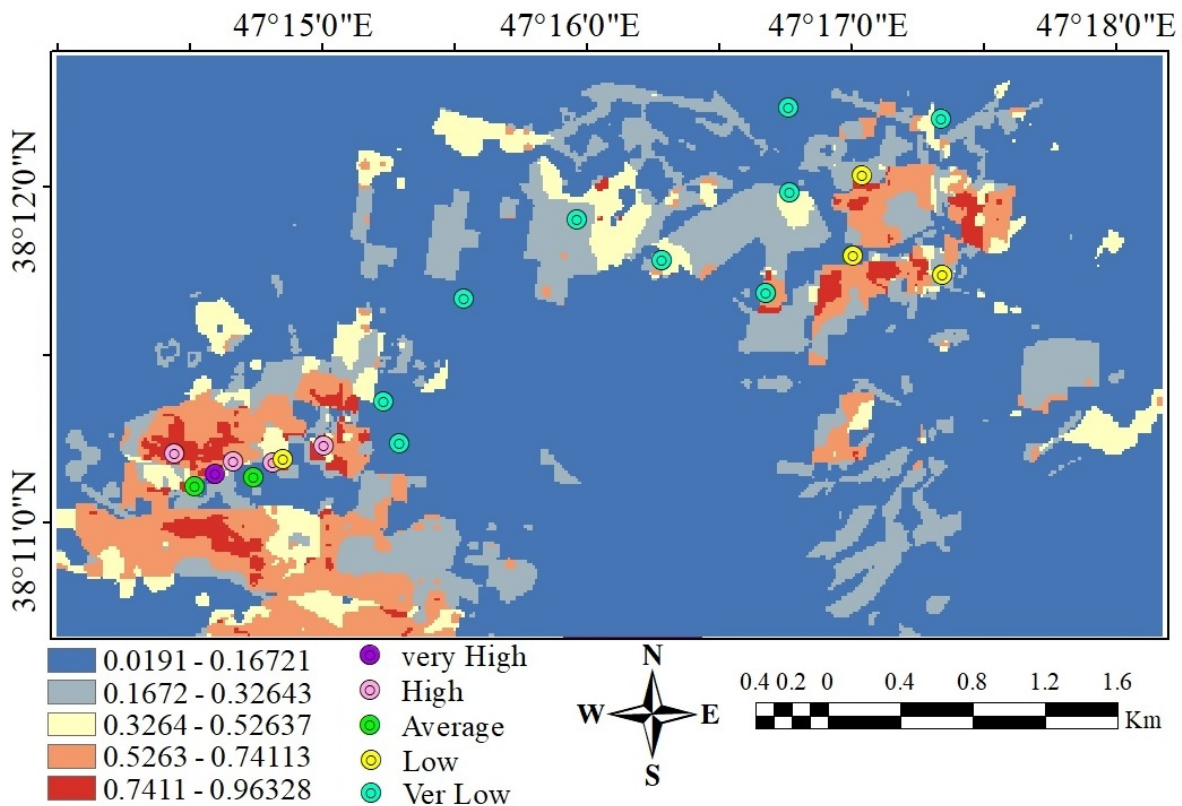 47°15'0"E 47°16'0"E 47°17'0"E 47°18'0"E
38°12'0"N
38°11'0"N
0.0191 - 0.16721
0.1672 - 0.32643
0.3264 - 0.52637
0.5263 - 0.74113
0.7411 - 0.96328
very High
High
Average
Low
Ver Low
N
W E
S
0.4 0.2 0 0.4 0.8 1.2 1.6
Km